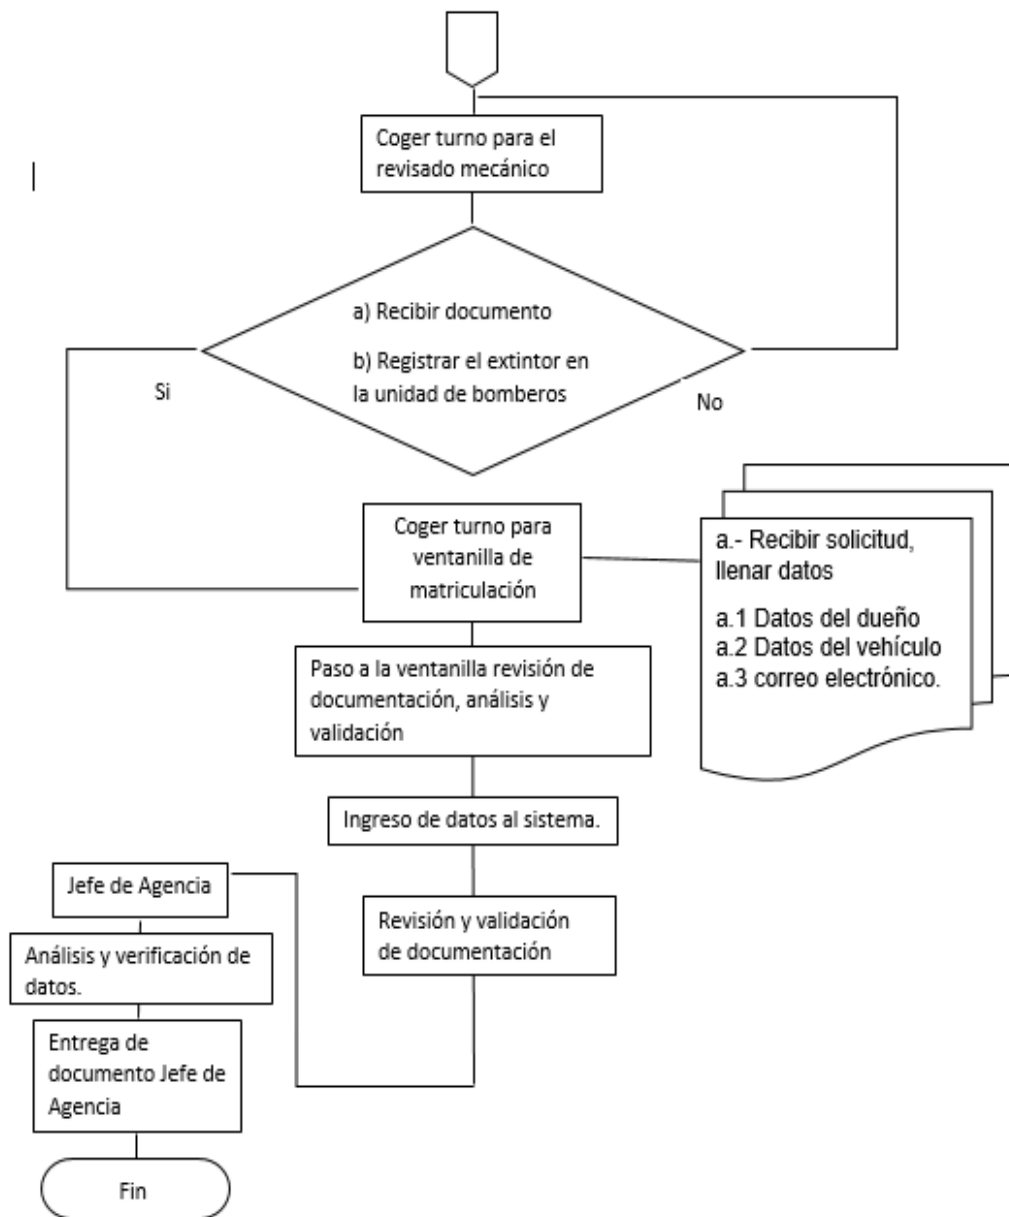 Coger turno para el
revisado mecánico
a) Recibir documento
b) Registrar el extintor en
la unidad de bomberos
Si
No
Coger turno para
ventanilla de
matriculación
a.- Recibir solicitud,
llenar datos
a.1 Datos del dueño
a.2 Datos del vehículo
a.3 correo electrónico.
Paso a la ventanilla revisión de
documentación, análisis y
validación
Ingreso de datos al sistema.
Revisión y validación
de documentación
Jefe de Agencia
Análisis y verificación de
datos.
Entrega de
documento Jefe de
Agencia
Fin